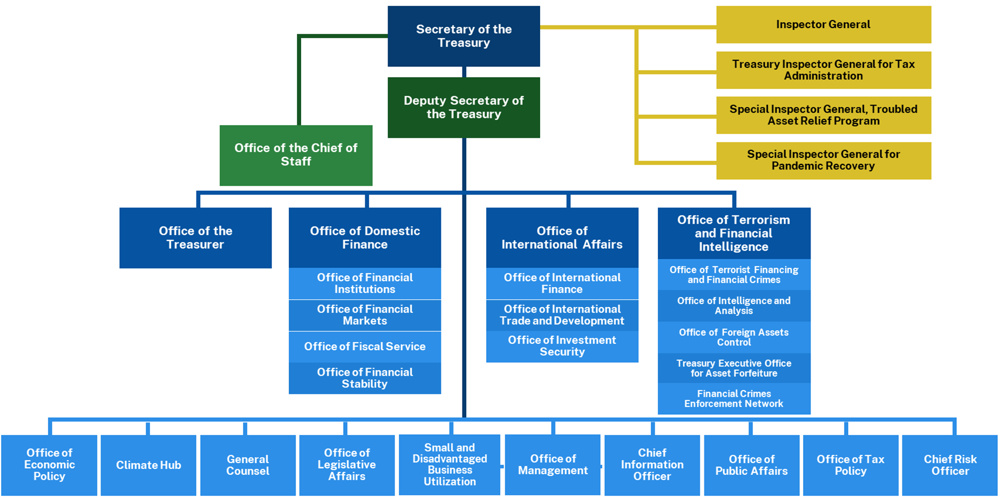 Secretary of the
Treasury
Inspector General
Treasury Inspector General for Tax
Administration
Deputy Secretary of
the Treasury
Special Inspector General, Troubled
Asset Relief Program
Office of the Chief of
Staff
Special Inspector General for
Pandemic Recovery
Office of the
Treasurer
Office of Domestic
Finance
Office of Financial
Institutions
Office of Financial
Markets
Office of Fiscal Service
Office of Financial
Stability
Office of
International Affairs
Office of International
Finance
Office of International
Trade and Development
Office of Investment
Security
Office of Terrorism
and Financial
Intelligence
Office of Terrorist Financing
and Financial Crimes
Office of Intelligence and
Analysis
Office of Foreign Assets
Control
Treasury Executive Office
for Asset Forfeiture
Financial Crimes
Enforcement Network
Office of
Economic
Policy
Climate Hub
General
Counsel
Office of
Legislative
Affairs
Small and
Disadvantaged
Business
Utilization
Office of
Management
Chief
Information
Officer
Office of
Public Affairs
Office of Tax
Policy
Chief Risk
Officer